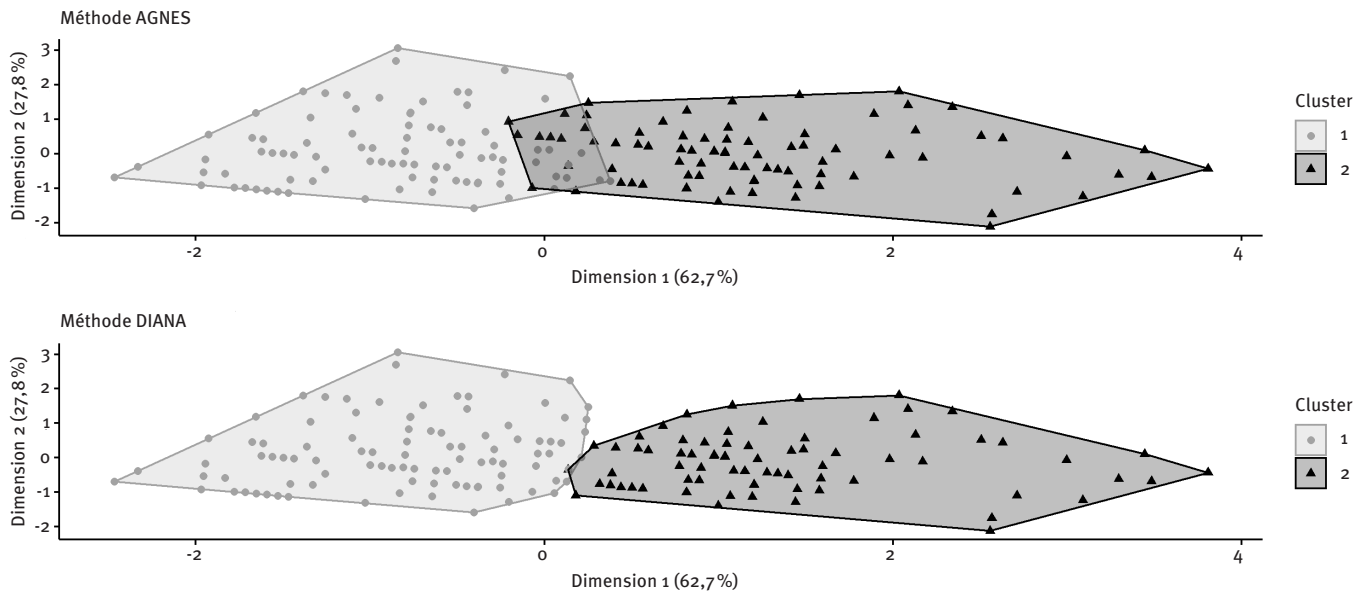 Méthode AGNES
3
2
1
0
-1
-2
Dimension 2 (27,8 %)
-2 0 2 4
Dimension 1 (62,7 %)
Cluster
1
2
Méthode DIANA
3
2
1
0
-1
-2
Dimension 2 (27,8 %)
-2 0 2 4
Dimension 1 (62,7 %)
Cluster
1
2